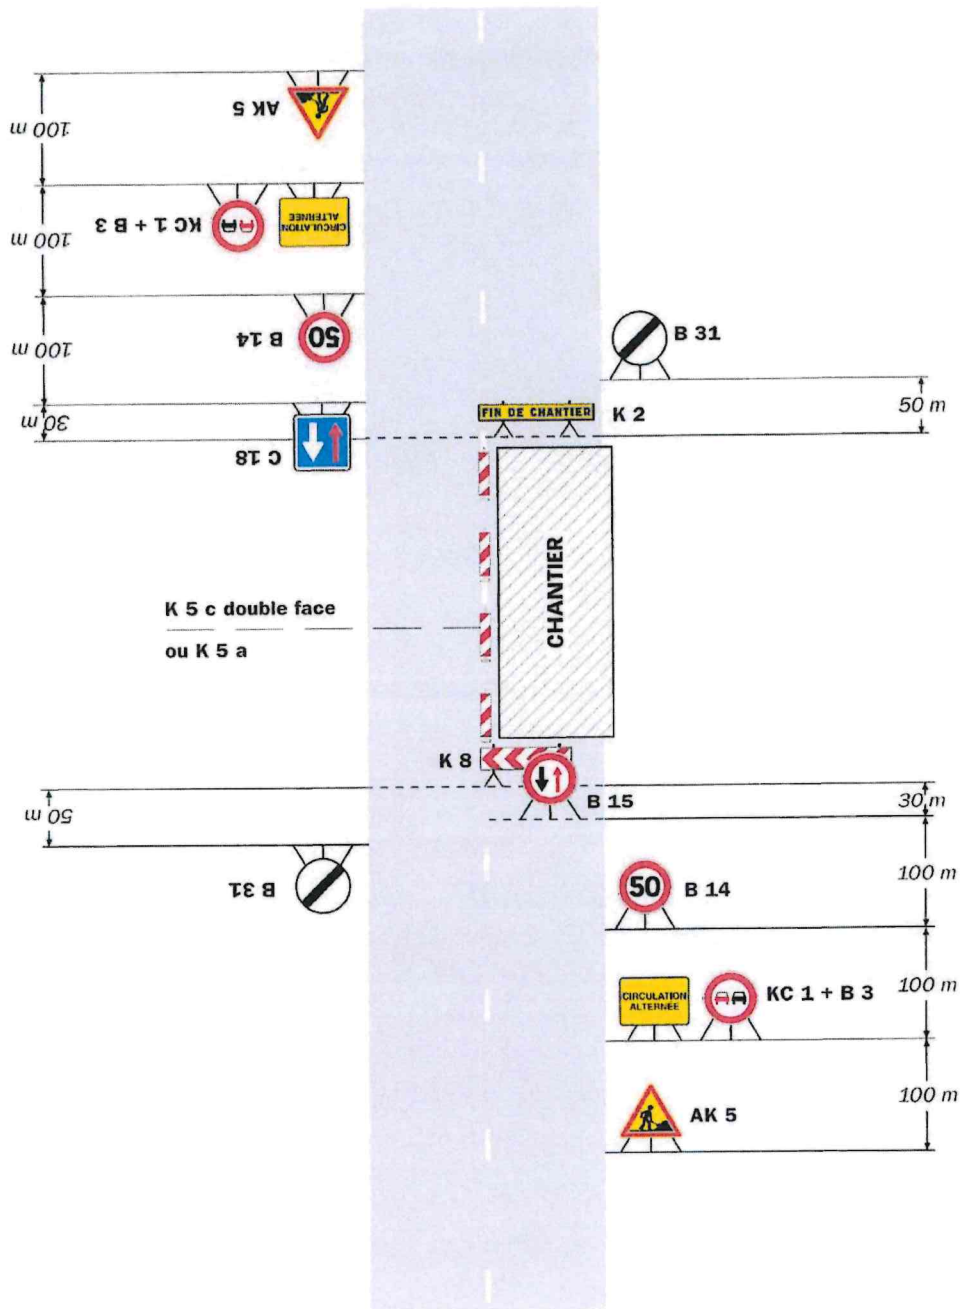 AK 5
100 m
KC 1 + B 3
CIRCULATION
ALTERNÉE
100 m
B 14
50
100 m
B 31
50 m
30 m
FIN DE CHANTIER
K 2
C 18
CHANTIER
K 5 c double face
ou K 5 a
K 8
B 15
30 m
50 m
B 31
50
B 14
100 m
CIRCULATION
ALTERNÉE
KC 1 + B 3
100 m
AK 5
100 m